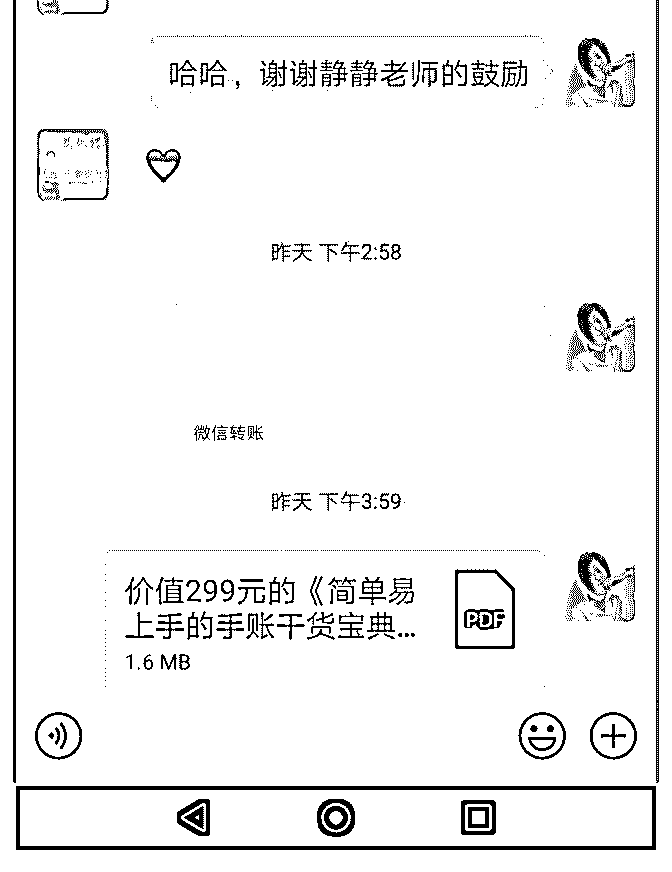 哈哈，谢谢静静老师的鼓励
昨天 下午2:58
微信转账
昨天 下午3:59
价值299元的《简单易
上手的手账干货宝典...
PDF
1.6 MB